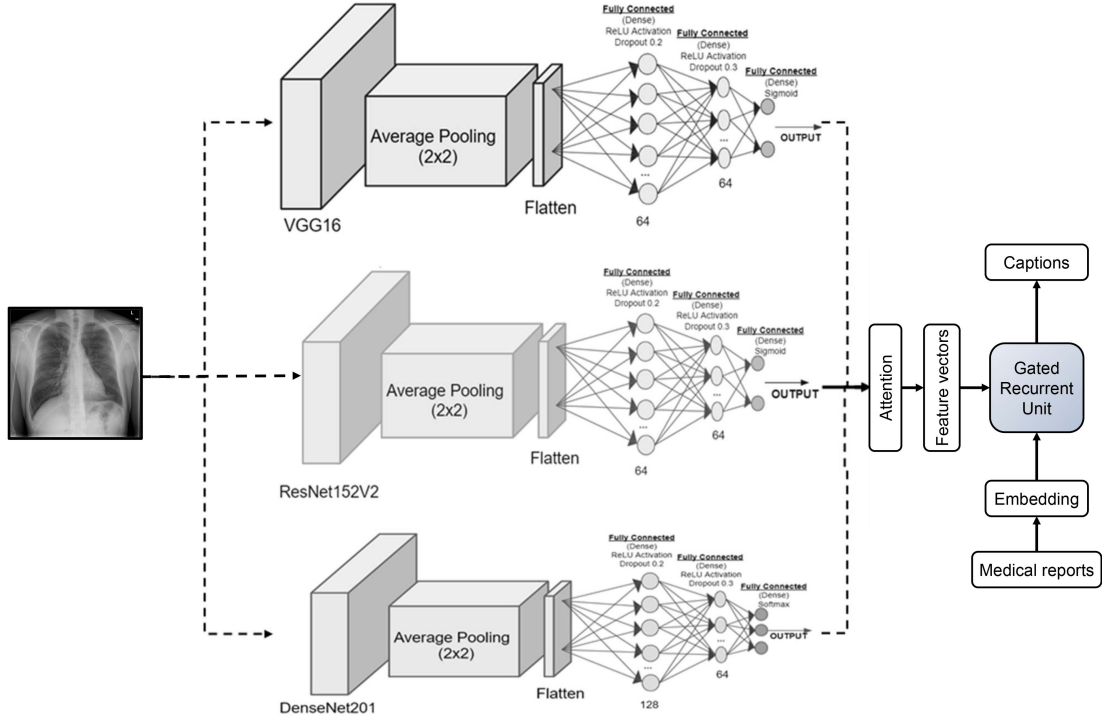 Fully Connected
(Dense)
ReLU Activation
Dropout 0.2
Fully Connected
(Dense)
ReLU Activation
Dropout 0.3
Fully Connected
(Dense)
Sigmoid
Average Pooling
(2x2)
...
...
OUTPUT
64
64
Flatten
VGG16
Fully Connected
(Dense)
ReLU Activation
Dropout 0.2
Fully Connected
(Dense)
ReLU Activation
Dropout 0.3
Fully Connected
(Dense)
Sigmoid
Average Pooling
(2x2)
...
...
OUTPUT
64
64
Flatten
ResNet152V2
Fully Connected
(Dense)
ReLU Activation
Dropout 0.2
Fully Connected
(Dense)
ReLU Activation
Dropout 0.3
Fully Connected
(Dense)
Softmax
Average Pooling
(2x2)
...
...
OUTPUT
64
128
Flatten
DenseNet201
L
Attention
Feature vectors
Captions
Gated
Recurrent
Unit
Embedding
Medical reports